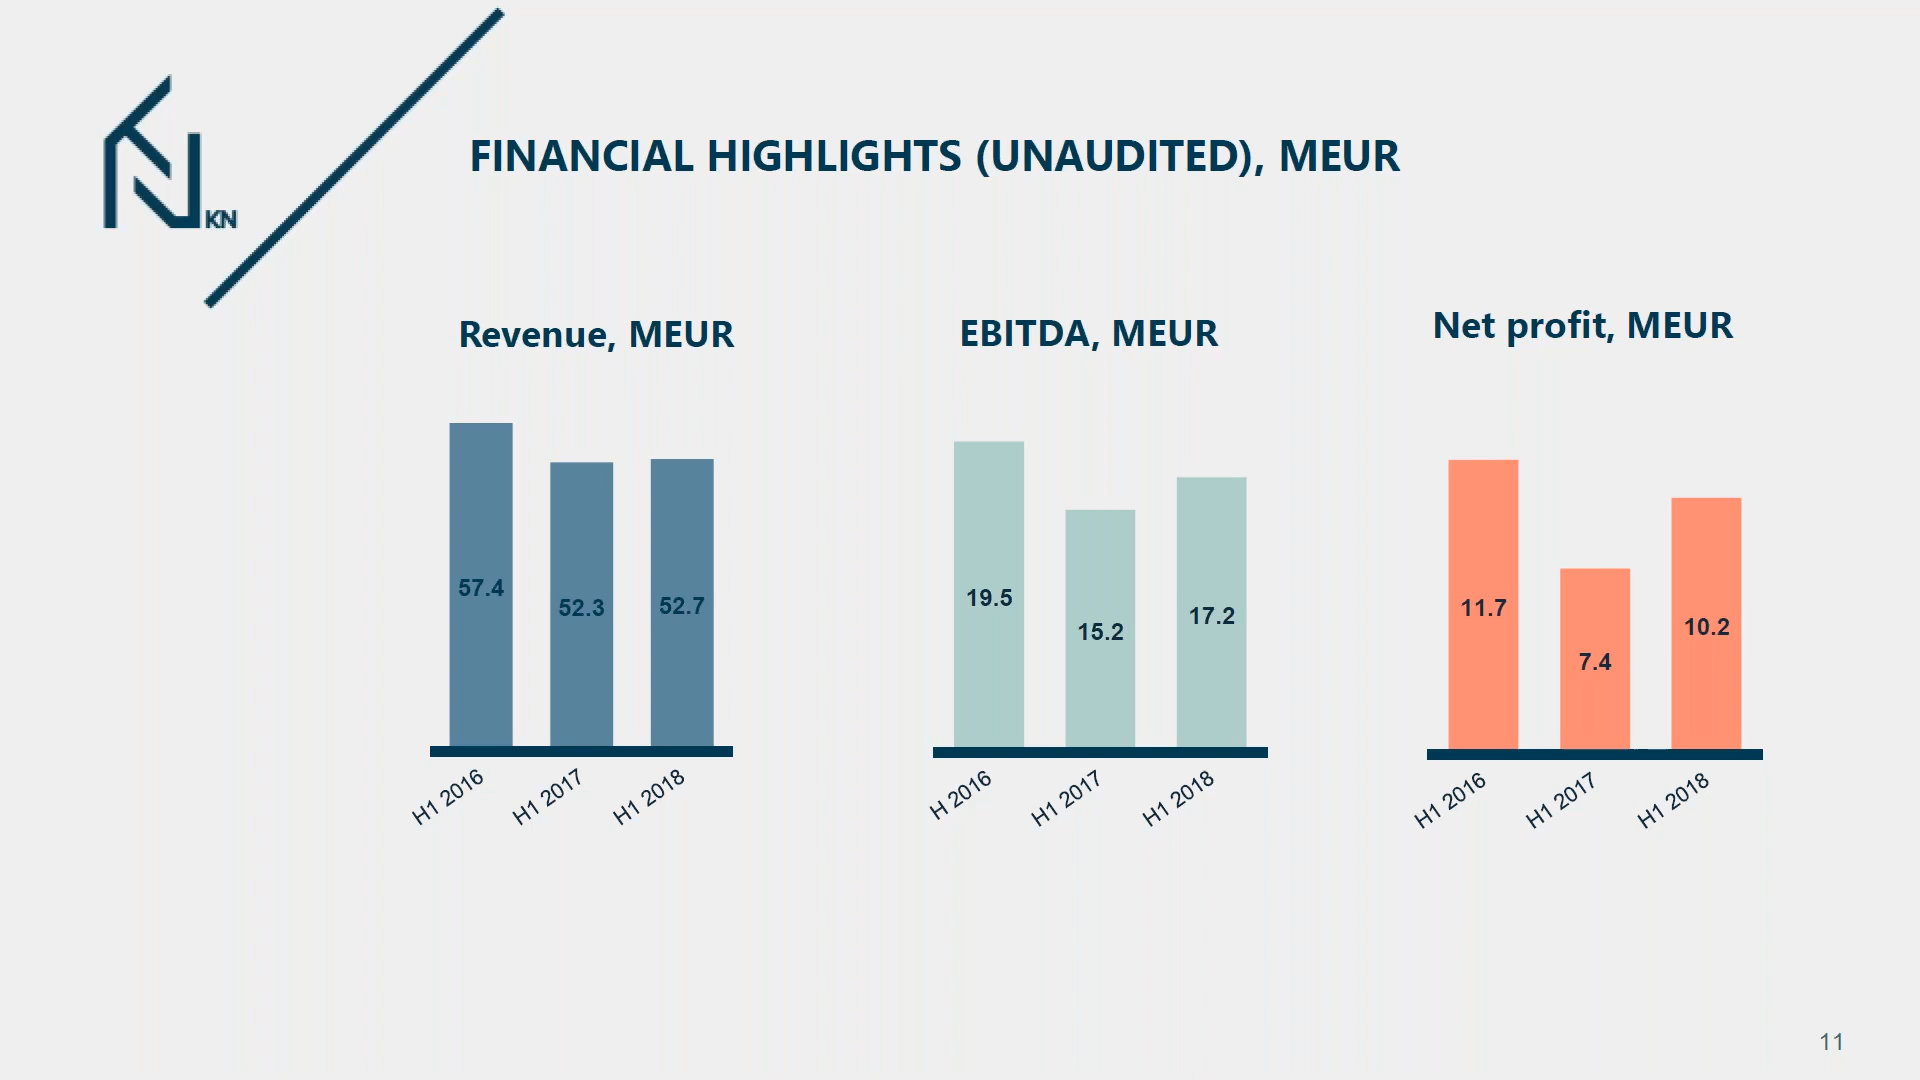 KN
FINANCIAL HIGHLIGHTS (UNAUDITED), MEUR
Revenue, MEUR
57.4
52.3
52.7
H1 2016
H1 2017
H1 2018
EBITDA, MEUR
19.5
15.2
17.2
H 2016
H1 2017
H1 2018
Net profit, MEUR
11.7
7.4
10.2
H1 2016
H1 2017
H1 2018
11